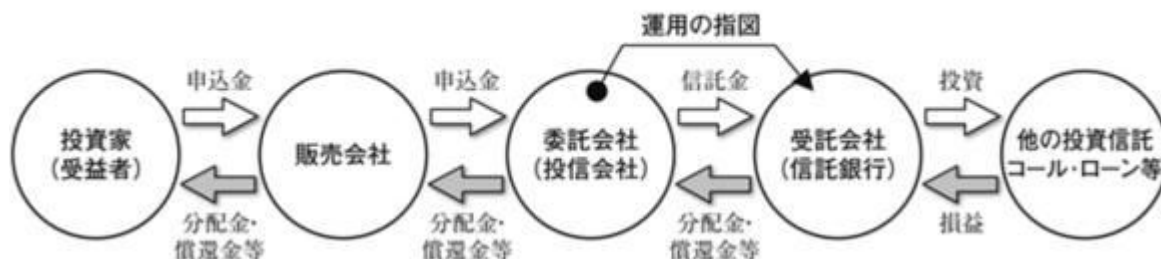 運用の指図
申込金
申込金
信託金
投資
投資家
(受益者)
販売会社
委託会社
(投信会社)
受託会社
(信託銀行)
他の投資信託
コール・ローン等
分配金・
償還金等
分配金・
償還金等
分配金・
償還金等
損益